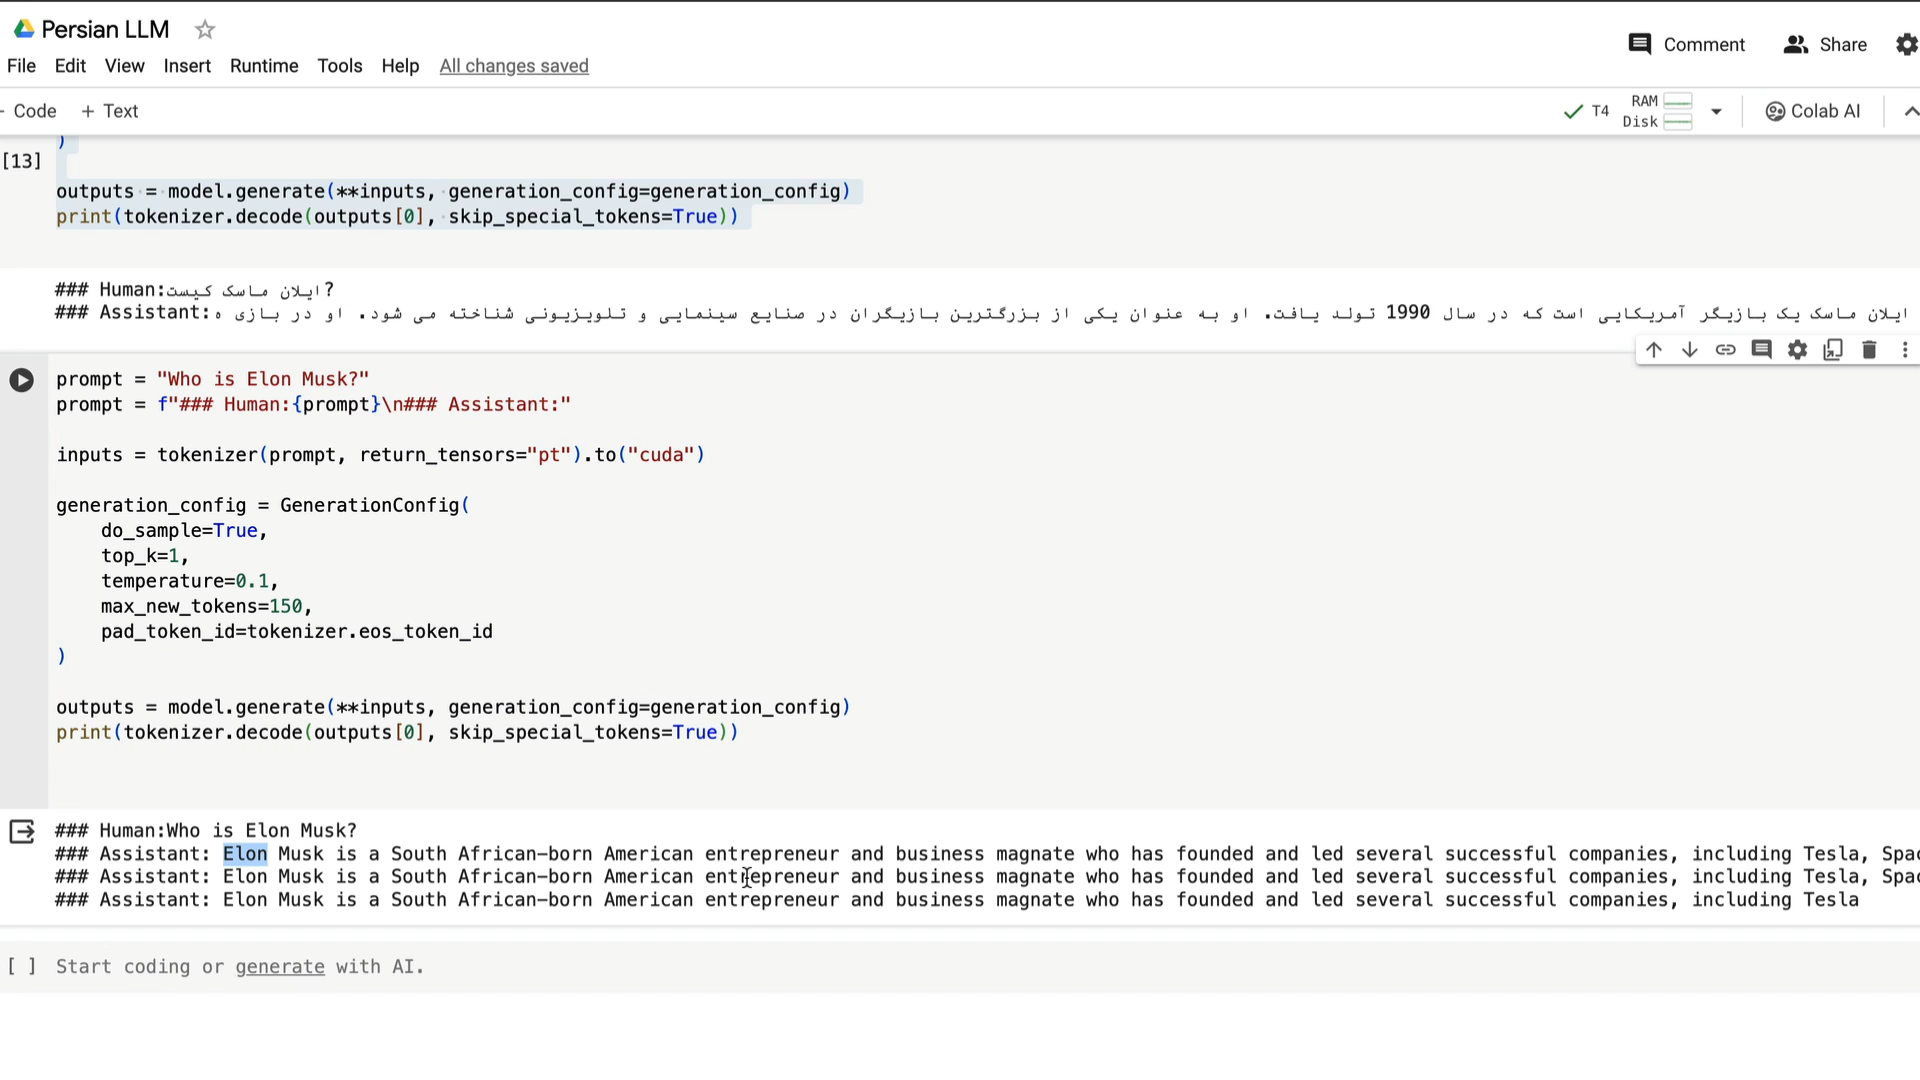 Persian LLM
Comment
Share
File Edit View Insert Runtime Tools Help All changes saved
Code + Text
T4
RAM
Disk
Colab AI
)
[13]
outputs = model.generate(**inputs, generation_config=generation_config)
print(tokenizer.decode(outputs[0], skip_special_tokens=True))
### Human:ایلان ماسک کیست?
### Assistant: ایلان ماسک یک بازیگر آمریکایی است که در سال 1990 تولد یافت. او به عنوان یکی از بزرگترین بازیگران در صنایع سینمایی و تلویزیونی شناخته می شود. او در بازی ه
prompt = "Who is Elon Musk?"
prompt = f"### Human:{prompt}\n### Assistant:"
inputs = tokenizer(prompt, return_tensors="pt").to("cuda")
generation_config = GenerationConfig(
    do_sample=True,
    top_k=1,
    temperature=0.1,
    max_new_tokens=150,
    pad_token_id=tokenizer.eos_token_id
)
outputs = model.generate(**inputs, generation_config=generation_config)
print(tokenizer.decode(outputs[0], skip_special_tokens=True))
### Human:Who is Elon Musk?
### Assistant: Elon Musk is a South African-born American entrepreneur and business magnate who has founded and led several successful companies, including Tesla, Spac
### Assistant: Elon Musk is a South African-born American entrepreneur and business magnate who has founded and led several successful companies, including Tesla, Spac
### Assistant: Elon Musk is a South African-born American entrepreneur and business magnate who has founded and led several successful companies, including Tesla
[ ] Start coding or generate with AI.